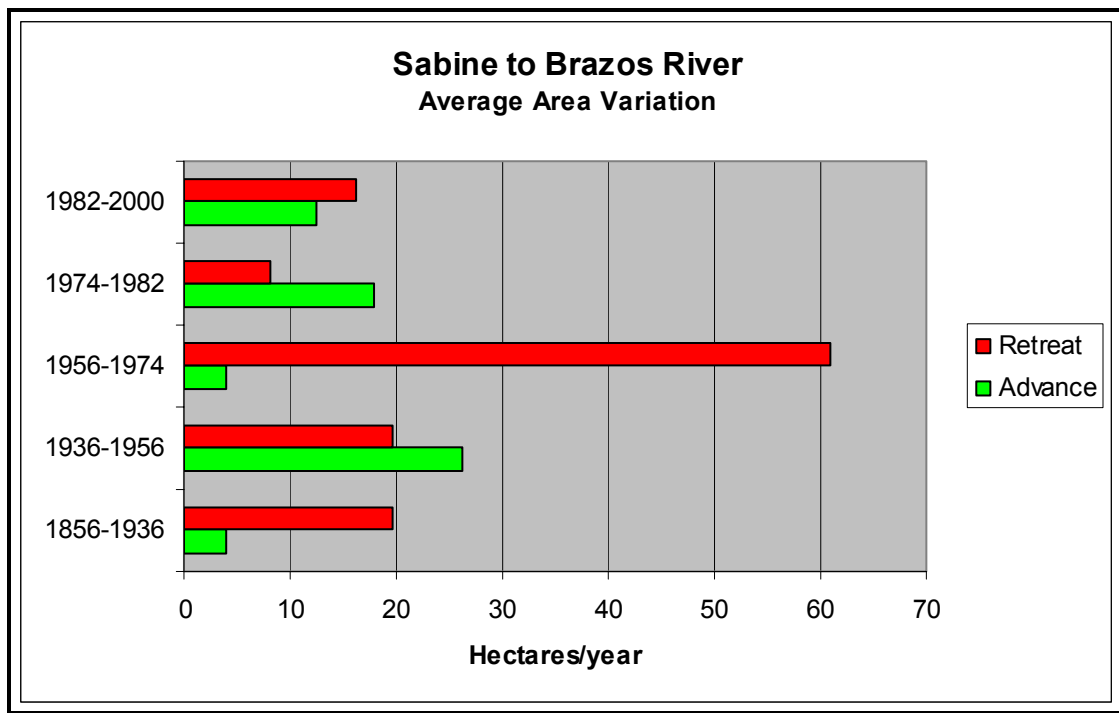 Sabine to Brazos River
Average Area Variation
1982-2000
1974-1982
1956-1974
1936-1956
1856-1936
0 10 20 30 40 50 60 70
Hectares/year
Retreat
Advance